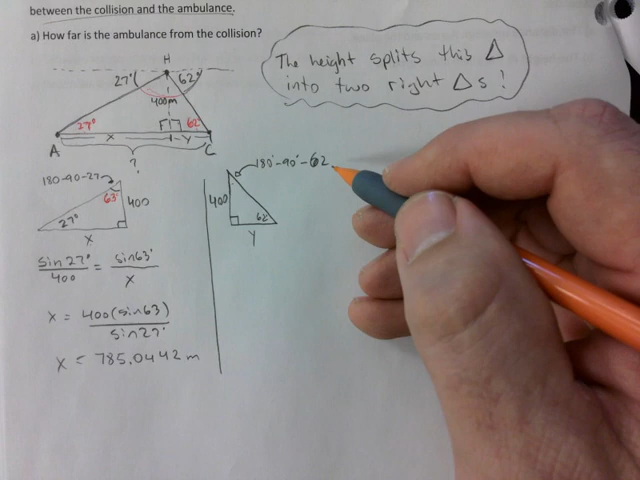 between the collision and the ambulance.
a) How far is the ambulance from the collision?
The height splits this Δ
into two right Δs!
H
27° 62°
400m
27° 62
x y
A C
?
180-90-27
63°
400
27°
x
sin27° / 400 = sin63° / x
x = 400(sin63) / sin27°
x = 785.0442 m
180°-90°-62
400
62
y